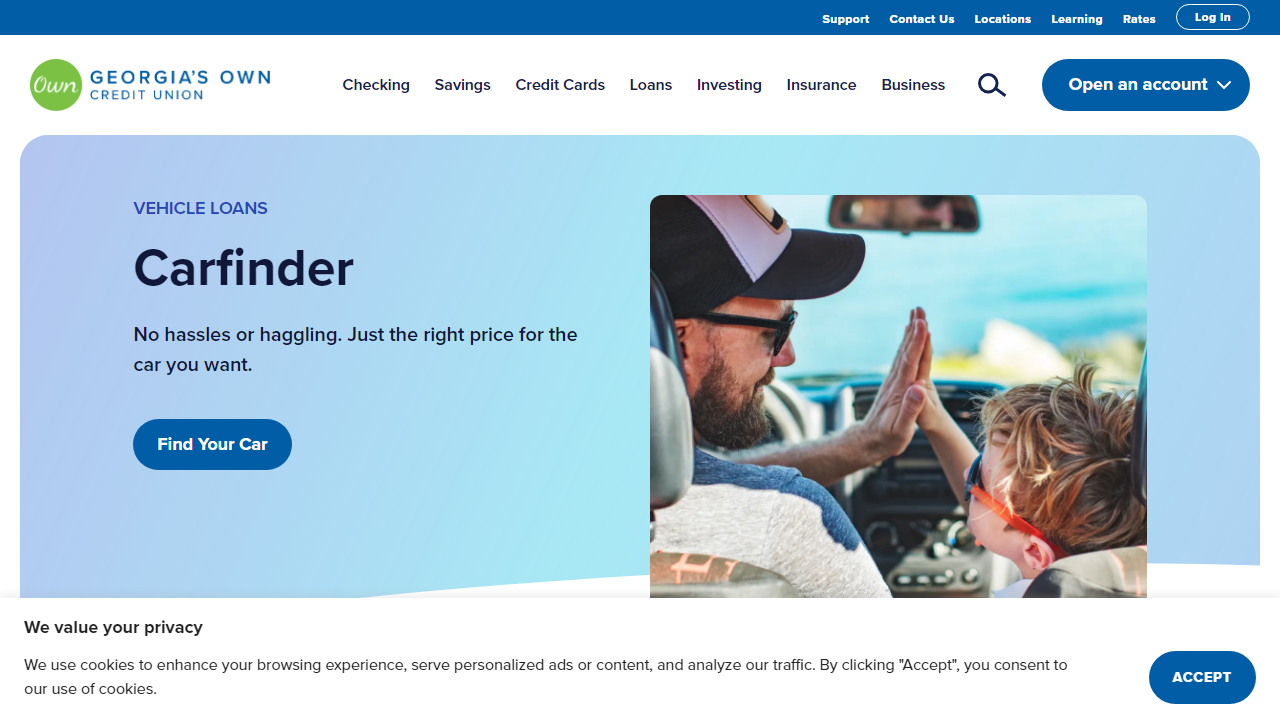 Support Contact Us Locations Learning Rates Log In
Own GEORGIA'S OWN
CREDIT UNION
Checking Savings Credit Cards Loans Investing Insurance Business Open an account
VEHICLE LOANS
Carfinder
No hassles or haggling. Just the right price for the
car you want.
Find Your Car
We value your privacy
We use cookies to enhance your browsing experience, serve personalized ads or content, and analyze our traffic. By clicking "Accept", you consent to
our use of cookies.
ACCEPT